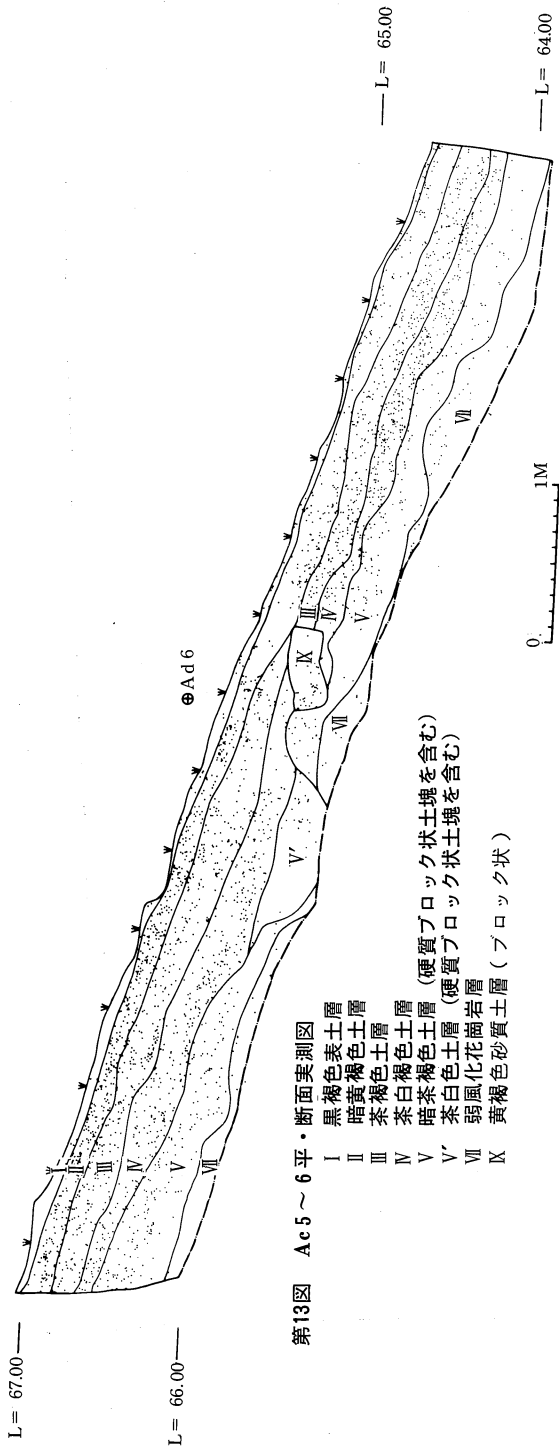 L= 67.00
L= 66.00
L= 65.00
L= 64.00
⊕Ad6
I
II
III
IV
V
VII
V′
VII
IX
III
IV
V
VII
0 1M
第13図 Ac5～6平・断面実測図
I 黒褐色表土層
II 暗黄褐色土層
III 茶褐色土層
IV 茶白褐色土層
V 暗茶褐色土層（硬質ブロック状土塊を含む）
V′ 茶白色土層（硬質ブロック状土塊を含む）
VII 弱風化花崗岩層
IX 黄褐色砂質土層（ブロック状）